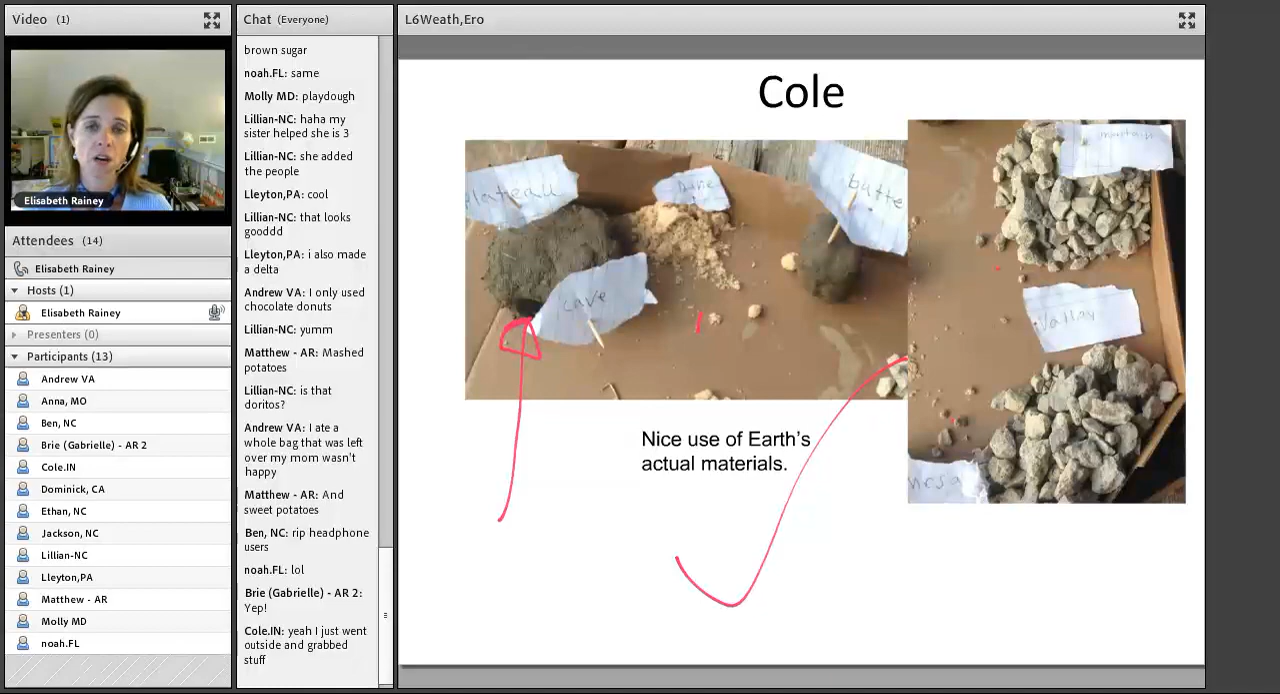 Video (1)
Elisabeth Rainey
Attendees (14)
Elisabeth Rainey
Hosts (1)
Elisabeth Rainey
Presenters (0)
Participants (13)
Andrew VA
Anna, MO
Ben, NC
Brie (Gabrielle) - AR 2
Cole.IN
Dominick, CA
Ethan, NC
Jackson, NC
Lillian-NC
Lleyton,PA
Matthew - AR
Molly MD
noah.FL
Chat (Everyone)
brown sugar
noah.FL: same
Molly MD: playdough
Lillian-NC: haha my
sister helped she is 3
Lillian-NC: she added
the people
Lleyton,PA: cool
Lillian-NC: that looks
gooddd
Lleyton,PA: i also made
a delta
Andrew VA: I only used
chocolate donuts
Lillian-NC: yumm
Matthew - AR: Mashed
potatoes
Lillian-NC: is that
doritos?
Andrew VA: I ate a
whole bag that was left
over my mom wasn't
happy
Matthew - AR: And
sweet potatoes
Ben, NC: rip headphone
users
noah.FL: lol
Brie (Gabrielle) - AR 2:
Yep!
Cole.IN: yeah I just went
outside and grabbed
stuff
L6Weath,Ero
Cole
plateau
Dune
butte
cave
mountain
Valley
mesa
Nice use of Earth's
actual materials.